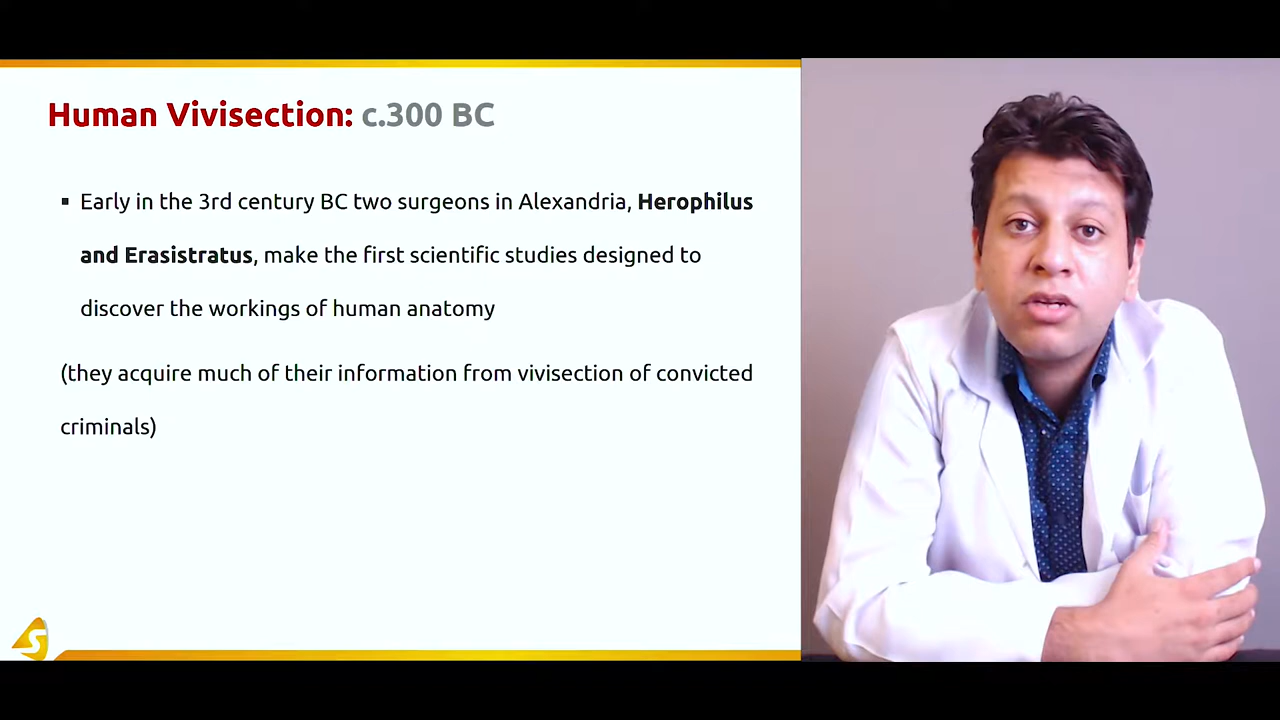 Human Vivisection: c.300 BC
▪ Early in the 3rd century BC two surgeons in Alexandria, Herophilus
and Erasistratus, make the first scientific studies designed to
discover the workings of human anatomy
(they acquire much of their information from vivisection of convicted
criminals)
S